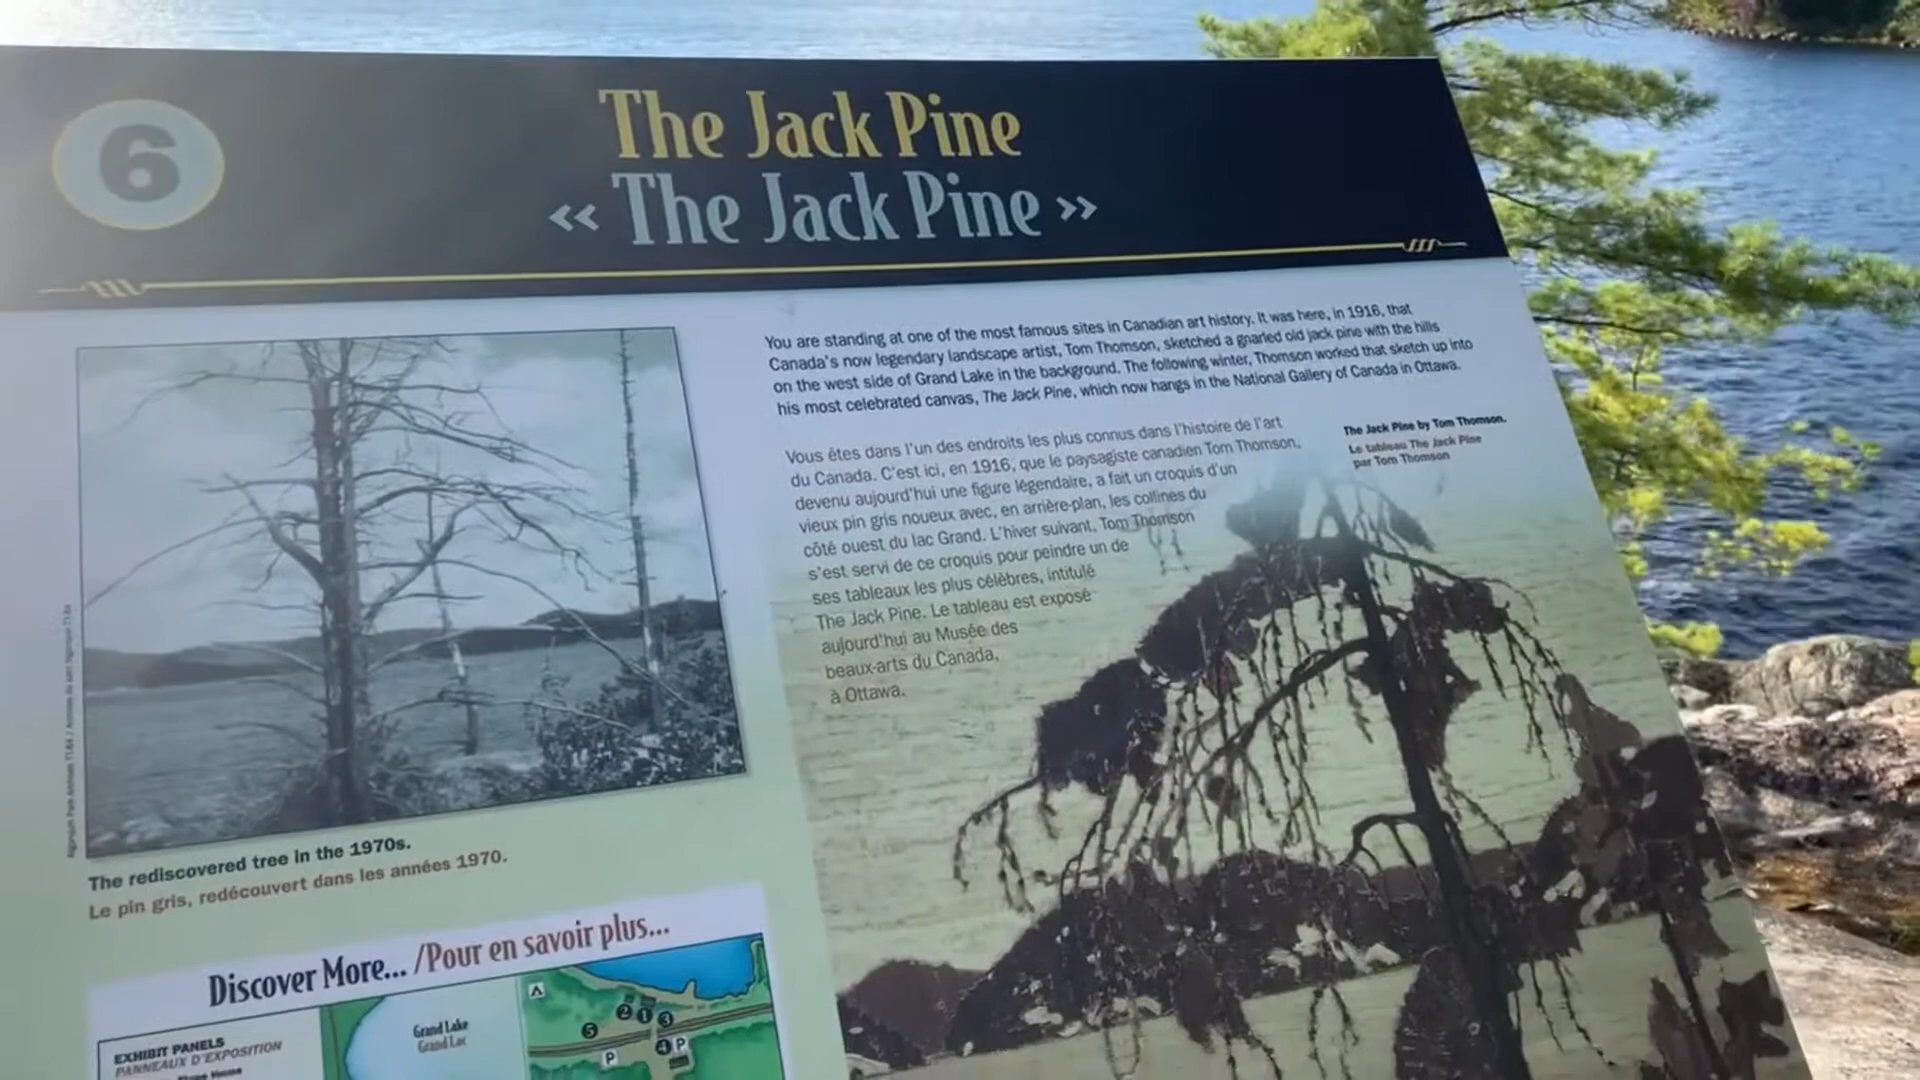 6
The Jack Pine
« The Jack Pine »
You are standing at one of the most famous sites in Canadian art history. It was here, in 1916, that
Canada's now legendary landscape artist, Tom Thomson, sketched a gnarled old jack pine with the hills
on the west side of Grand Lake in the background. The following winter, Thomson worked that sketch up into
his most celebrated canvas, The Jack Pine, which now hangs in the National Gallery of Canada in Ottawa.
Vous êtes dans l'un des endroits les plus connus dans l'histoire de l'art
du Canada. C'est ici, en 1916, que le paysagiste canadien Tom Thomson,
devenu aujourd'hui une figure légendaire, a fait un croquis d'un
vieux pin gris noueux avec, en arrière-plan, les collines du
côté ouest du lac Grand. L'hiver suivant, Tom Thomson
s'est servi de ce croquis pour peindre un de
ses tableaux les plus célèbres, intitulé
The Jack Pine. Le tableau est exposé
aujourd'hui au Musée des
beaux-arts du Canada,
à Ottawa.
The Jack Pine by Tom Thomson.
Le tableau The Jack Pine
par Tom Thomson
The rediscovered tree in the 1970s.
Le pin gris, redécouvert dans les années 1970.
Discover More... /Pour en savoir plus...
EXHIBIT PANELS
PANNEAUX D'EXPOSITION
Grand Lake
Grand Lac
5
2
1
3
4
P
P